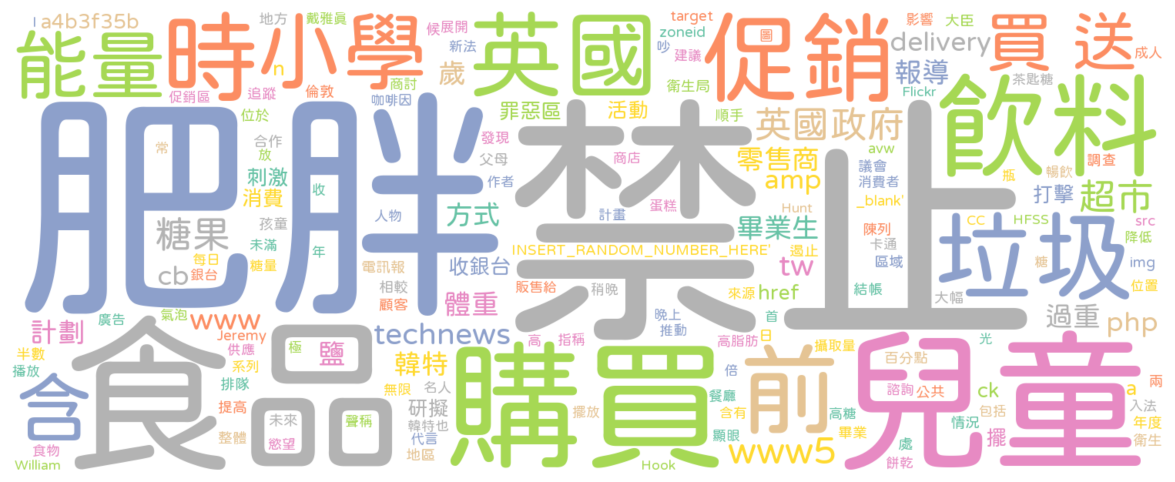 a4b3f35b
地方
戴雅眞
候
展開
target
影響
大臣
能量
時
小學
英國
促銷
圖
買
送
新法
吵
zoneid
建議
delivery
成人
n
商討
歲
衛生局
報導
Flickr
茶匙糖
促銷區
追蹤
倫敦
咖啡因
罪惡區
活動
順手
飲料
位於
合作
發現
英國政府
肥胖
禁止
常
放
父母
商店
零售商
avw
議會
瓶
暢飲
調查
刺激
收
作者
amp
消費者
打擊
超市
消費
蛋糕
_blank'
孩童
人物
方式
計畫
Hunt
畢業生
陳列
CC
HFSS
src
糖果
未滿
年
INSERT_RANDOM_NUMBER_HERE'
遏止
卡通
垃圾
降低
每日
糖量
電訊報
收銀台
tw
區域
糖
img
cb
銀台
相較
販售給
稍晚
來源
href
結帳
位置
體重
顧客
大幅
廣告
氣泡
www
晚上
首
過重
php
計劃
Jeremy
technews
推動
日
光
半數
供應
極
鹽
高
指稱
高脂肪
攝取量
百分點
播放
系列
韓特
倍
前
兒童
兩
含
食品
排隊
無限
名人
購買
餐廳
諮詢
公共
ck
a
提高
未來
聲稱
研擬
擺放
含有
高糖
包括
擺
入法
整體
韓特也
代言
顯眼
畢業
情況
年度
食物
慾望
地區
www5
處
衛生
William
Hook
餅乾